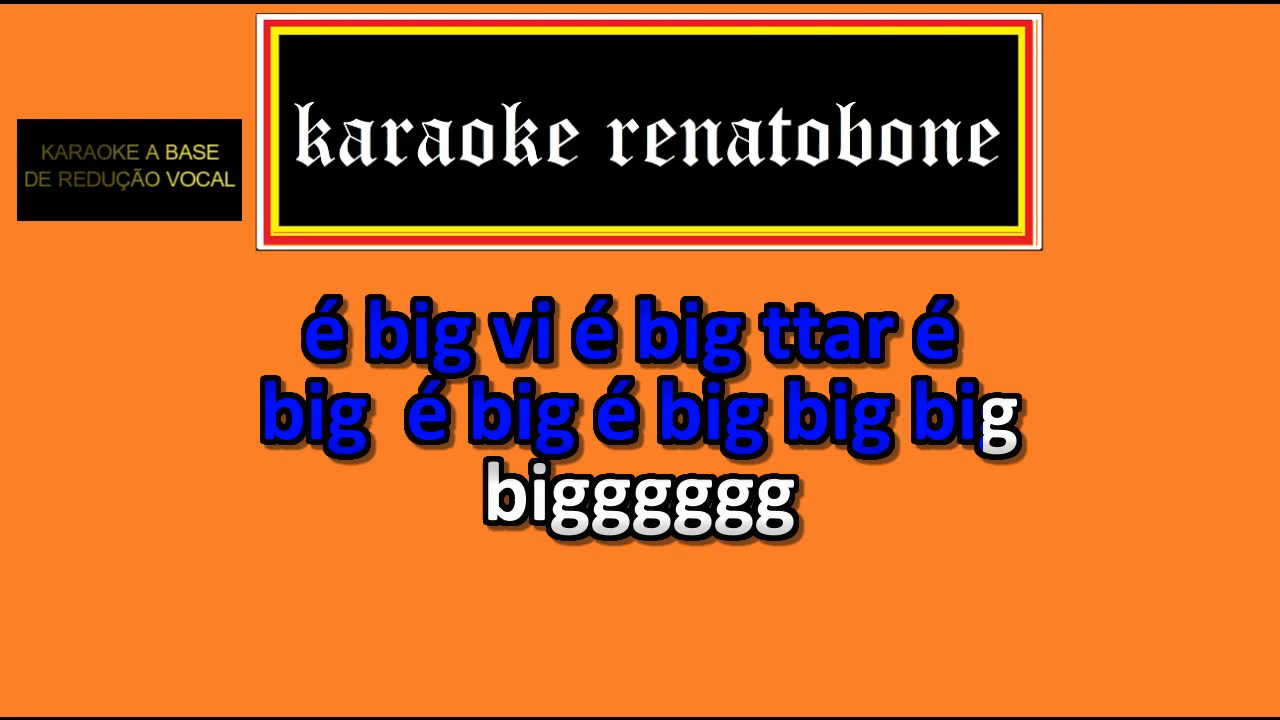 karaoke renatobone
KARAOKE A BASE
DE REDUÇÃO VOCAL
é big vi é big ttar é
big é big é big big big
bigggggg